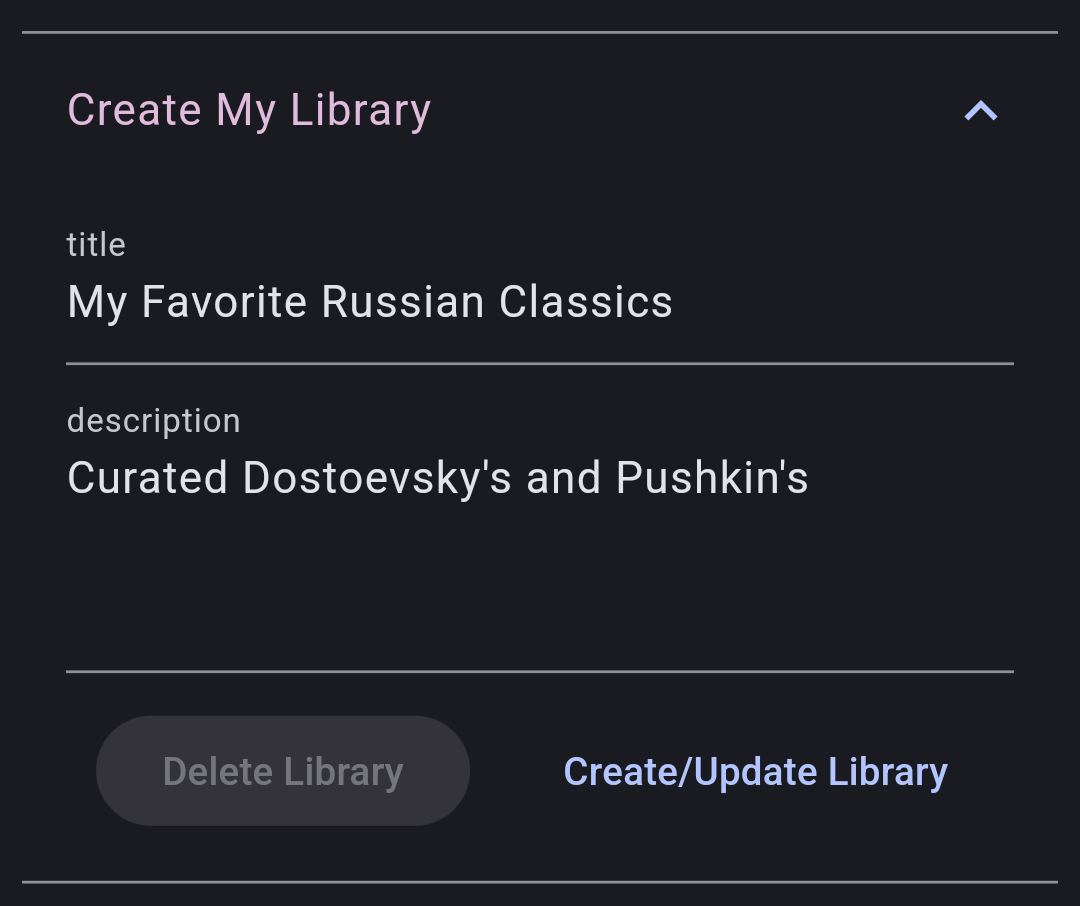 Create My Library
title
My Favorite Russian Classics
description
Curated Dostoevsky's and Pushkin's
Delete Library
Create/Update Library